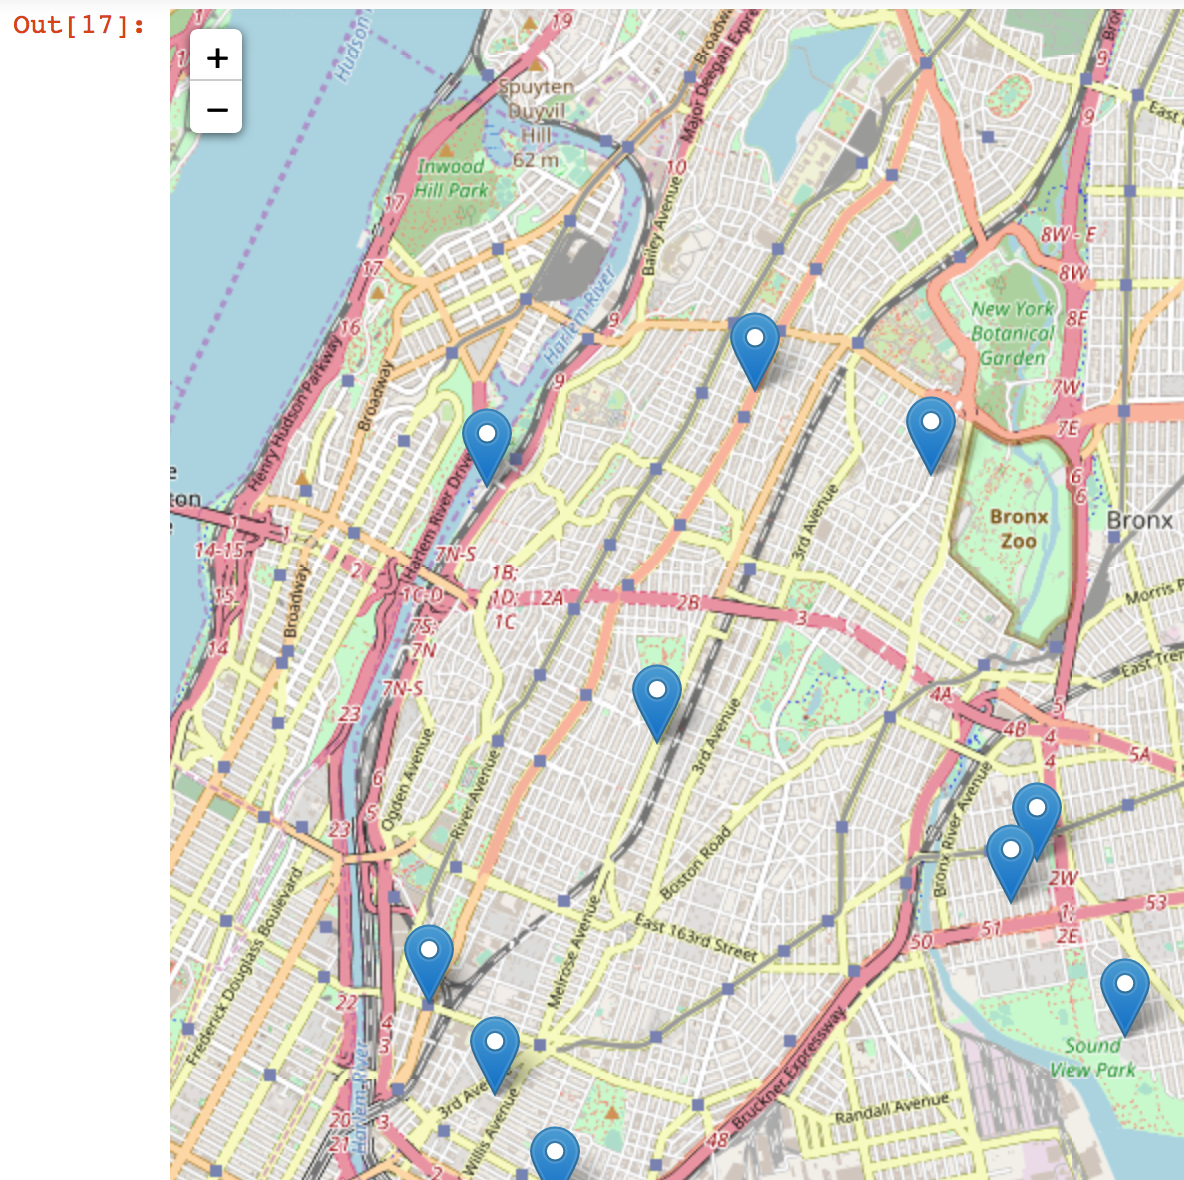 Out[17]:
+
−
Hudson
19
Spuyten
Duyvil
Hill
62 m
Broadw
Major Deegan Expre
Bro
9
9
East
10
Inwood
Hill Park
17
17
Bailey Avenue
8W - E
8W
8E
New York
Botanical
Garden
16
9
Harlem River
9
7W
7E
Henry Hudson Parkway
Broadway
6
6
e
ton
Harlem River Drive
3rd Avenue
Bronx
Zoo
Bronx
1
1
14-15
2
7N-S
1B;
1D;
1C
1C-D
2A
2B
3
15
Broadway
7S;
7N
14
Morris P
East Tren
7N-S
4A
5
23
4B
4
4
5A
3rd Avenue
Ogden Avenue
River Avenue
6
5
23
Boston Road
Bronx River Avenue
2W
53
1;
2E
51
50
Frederick Douglass Boulevard
Melrose Avenue
East 163rd Street
22
4
3
Harlem River
Sound
View Park
3rd Avenue
Willis Avenue
Bruckner Expressway
Randall Avenue
20
21
3
2
48